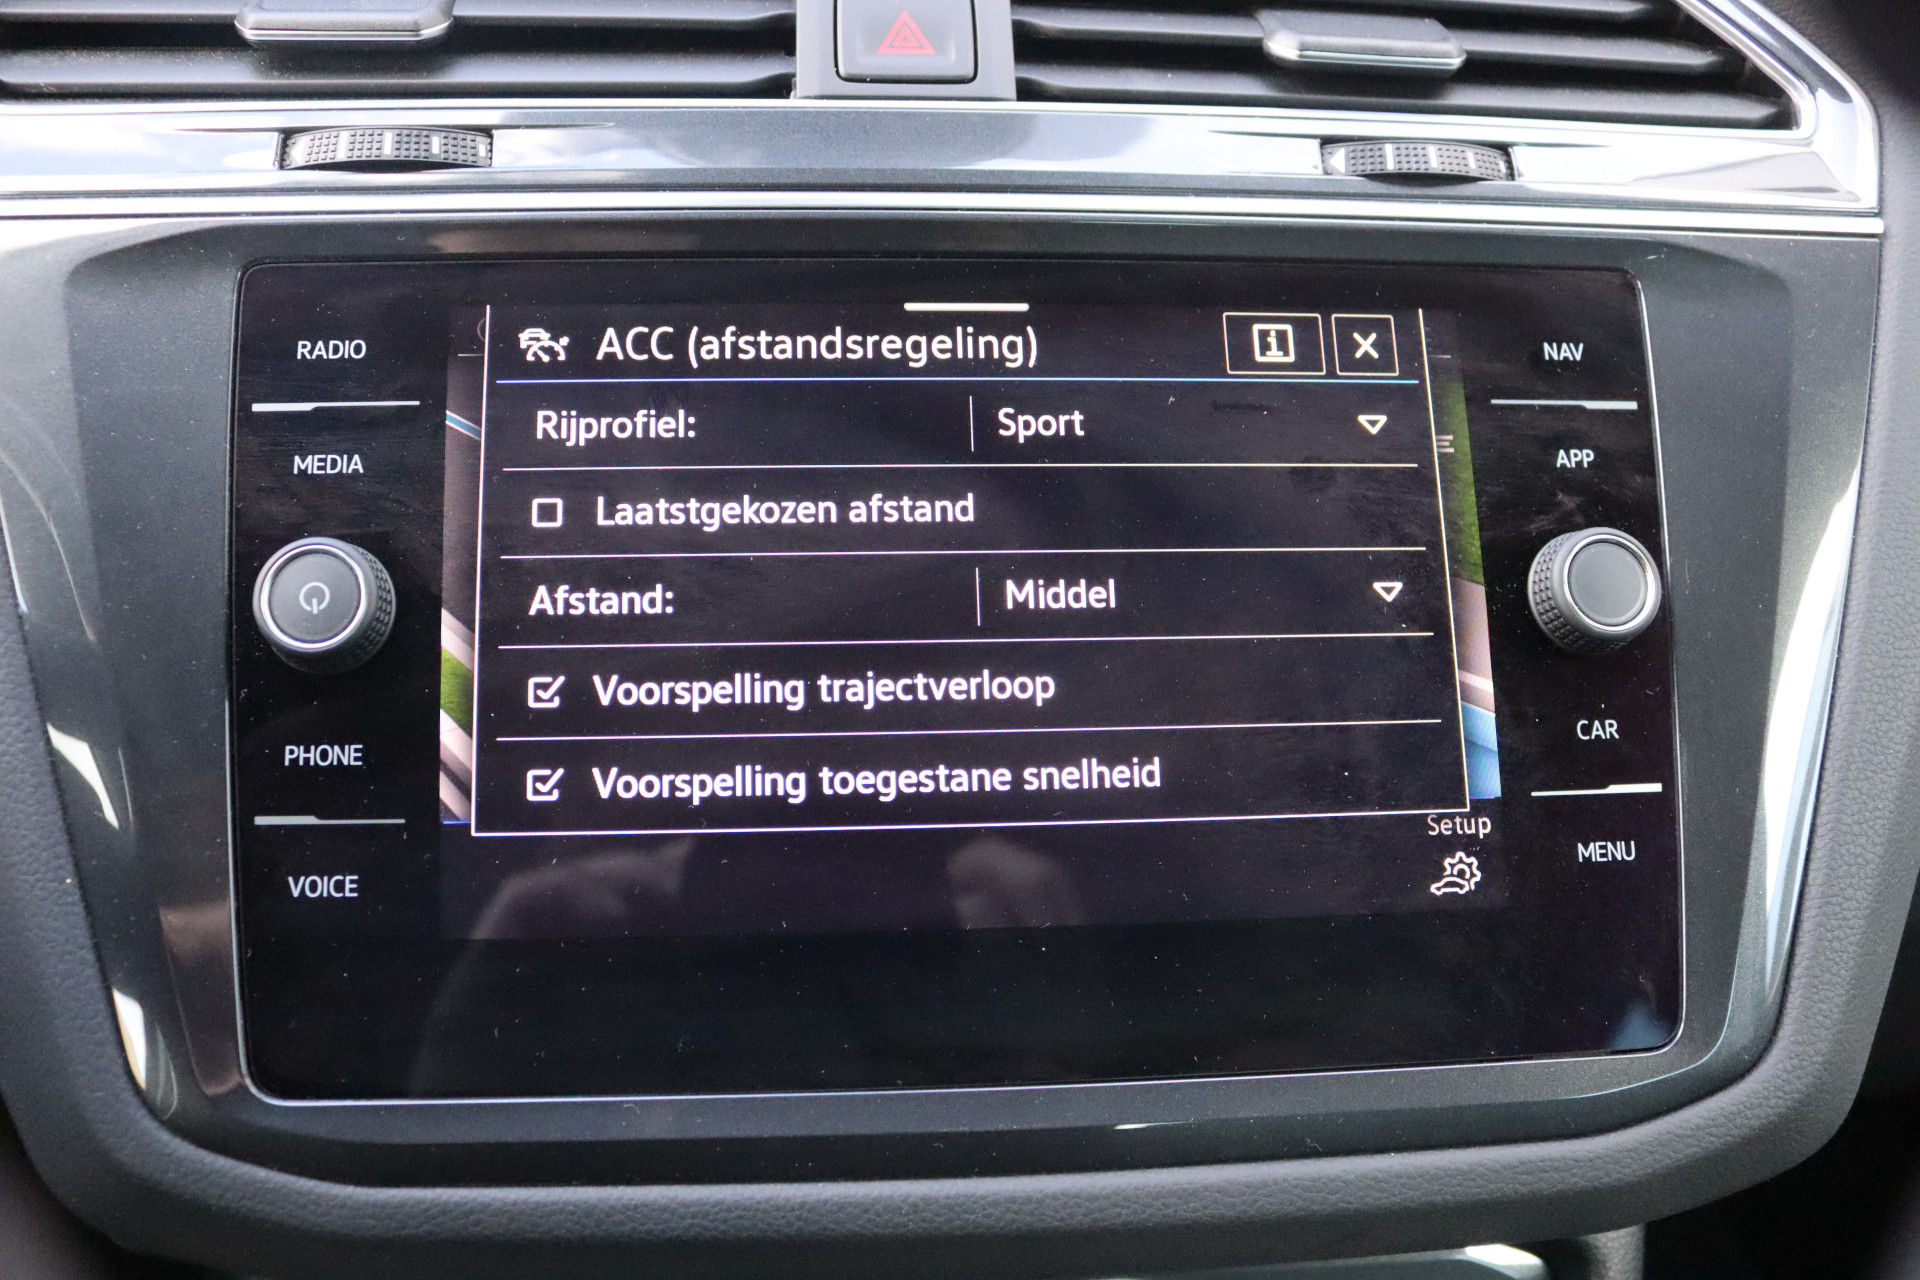 RADIO
MEDIA
PHONE
VOICE
ACC (afstandsregeling)
Rijprofiel: Sport
Laatstgekozen afstand
Afstand: Middel
Voorspelling trajectverloop
Voorspelling toegestane snelheid
Setup
NAV
APP
CAR
MENU